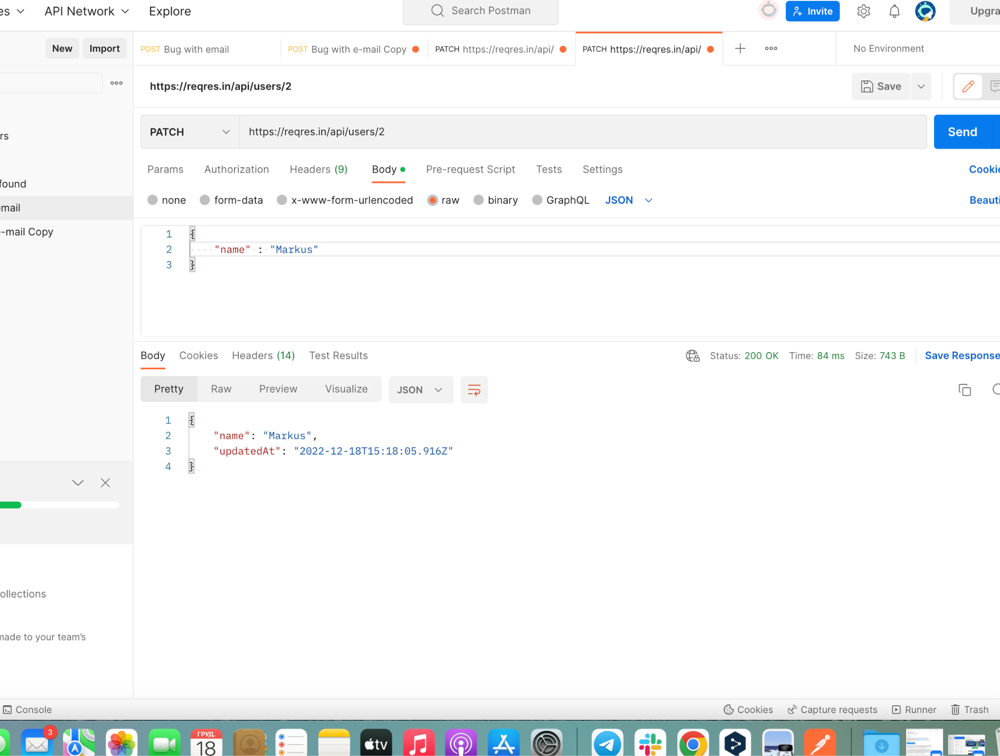 es API Network Explore Search Postman Invite Upgra
New Import POST Bug with email POST Bug with e-mail Copy PATCH https://reqres.in/api/ PATCH https://reqres.in/api/ No Environment
https://reqres.in/api/users/2 Save
PATCH https://reqres.in/api/users/2 Send
rs
Params Authorization Headers (9) Body Pre-request Script Tests Settings Cookie
found
none form-data x-www-form-urlencoded raw binary GraphQL JSON Beauti
email
e-mail Copy
1 {
2 "name" : "Markus"
3 }
Body Cookies Headers (14) Test Results Status: 200 OK Time: 84 ms Size: 743 B Save Response
Pretty Raw Preview Visualize JSON
1 {
2 "name": "Markus",
3 "updatedAt": "2022-12-18T15:18:05.916Z"
4 }
ollections
made to your team's
Console Cookies Capture requests Runner Trash
3
ГРУД.
18
tv